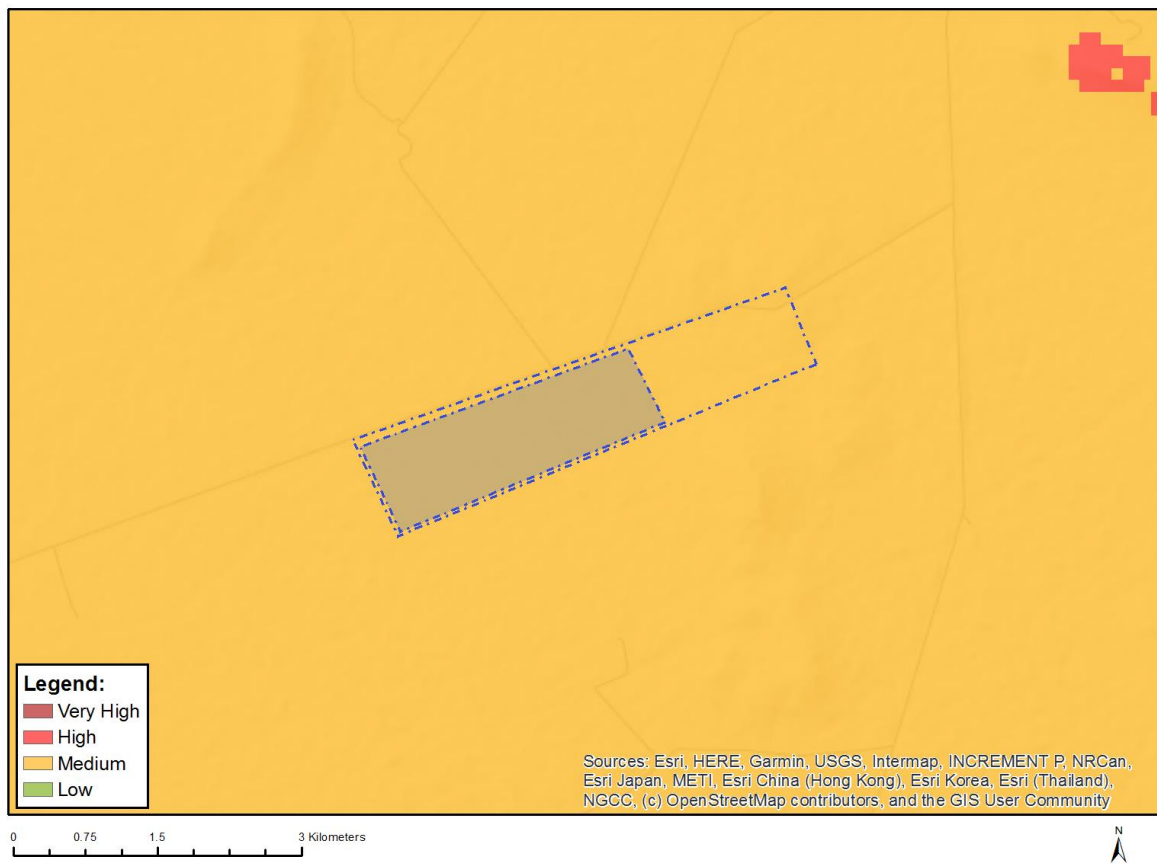 Legend:
Very High
High
Medium
Low
Sources: Esri, HERE, Garmin, USGS, Intermap, INCREMENT P, NRCan,
Esri Japan, METI, Esri China (Hong Kong), Esri Korea, Esri (Thailand),
NGCC, (c) OpenStreetMap contributors, and the GIS User Community
0 0.75 1.5 3 Kilometers
N